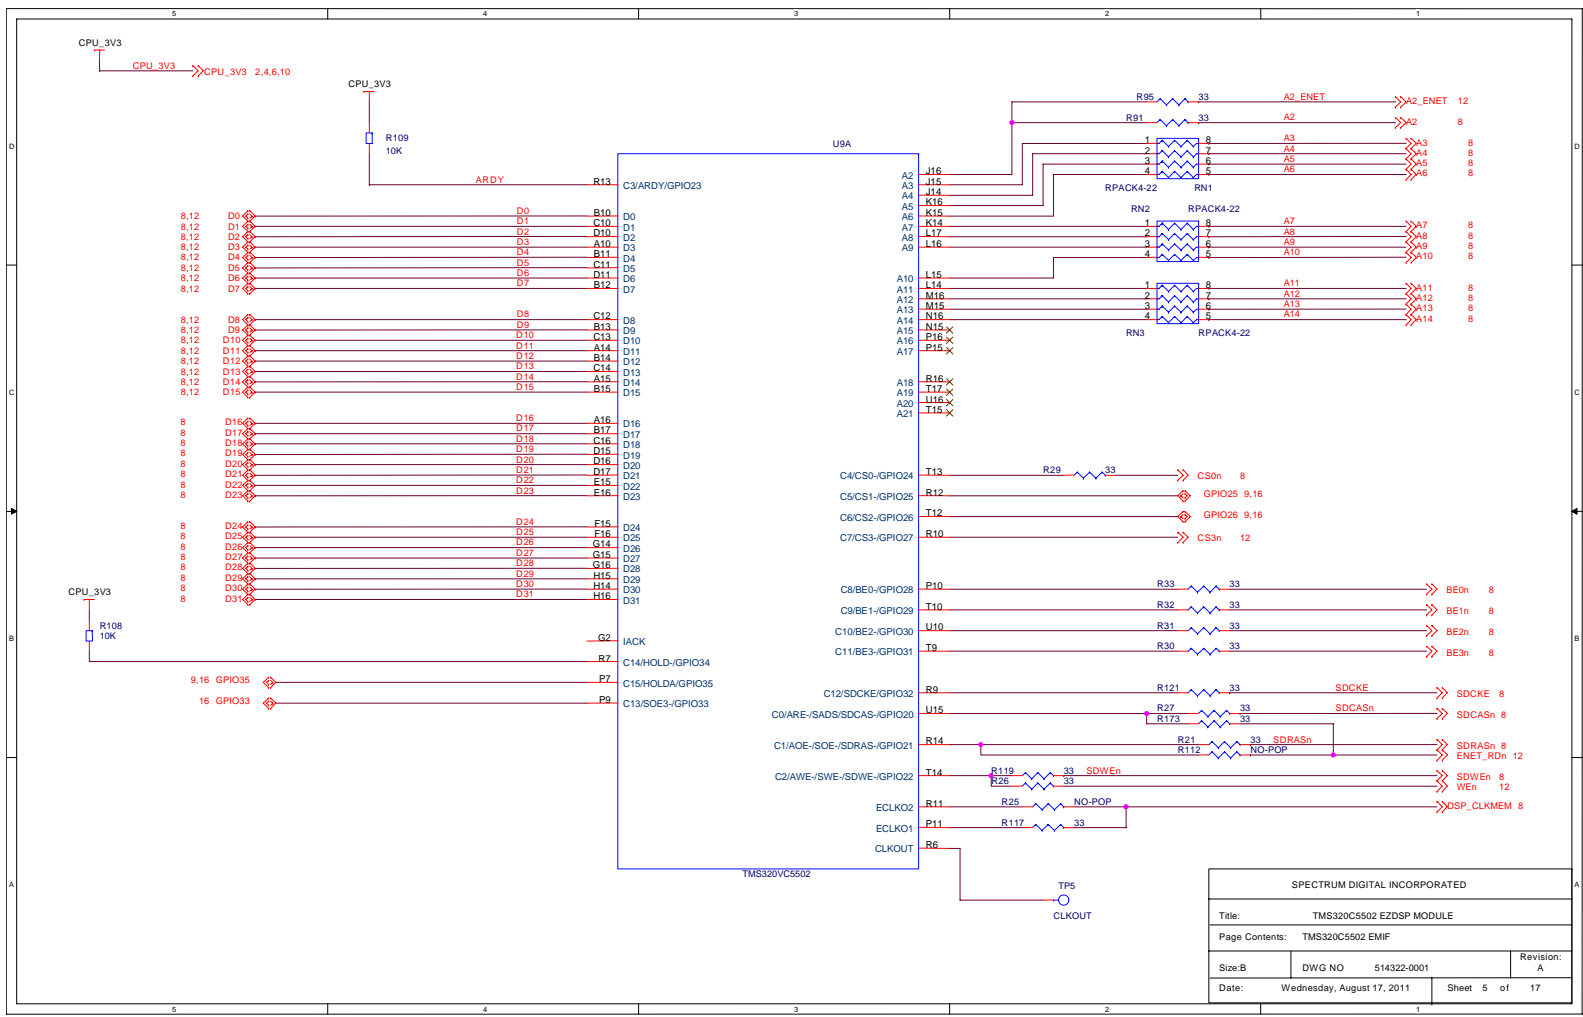 5 4 3 2 1
CPU_3V3
CPU_3V3
CPU_3V3 2,4,6,10
CPU_3V3
R109
10K
ARDY
R13 C3/ARDY/GPIO23
U9A
8,12 D0 D0 B10 D0
8,12 D1 D1 C10 D1
8,12 D2 D2 D10 D2
8,12 D3 D3 A10 D3
8,12 D4 D4 B11 D4
8,12 D5 D5 C11 D5
8,12 D6 D6 D11 D6
8,12 D7 D7 B12 D7
8,12 D8 D8 C12 D8
8,12 D9 D9 B13 D9
8,12 D10 D10 C13 D10
8,12 D11 D11 A14 D11
8,12 D12 D12 B14 D12
8,12 D13 D13 C14 D13
8,12 D14 D14 A15 D14
8,12 D15 D15 B15 D15
8 D16 D16 A16 D16
8 D17 D17 B17 D17
8 D18 D18 C16 D18
8 D19 D19 D15 D19
8 D20 D20 D16 D20
8 D21 D21 D17 D21
8 D22 D22 E15 D22
8 D23 D23 E16 D23
8 D24 D24 F15 D24
8 D25 D25 F16 D25
8 D26 D26 G14 D26
8 D27 D27 G15 D27
8 D28 D28 G16 D28
8 D29 D29 H15 D29
8 D30 D30 H14 D30
8 D31 D31 H16 D31
CPU_3V3
R108
10K
G2 IACK
R7 C14/HOLD-/GPIO34
9,16 GPIO35 P7 C15/HOLDA/GPIO35
16 GPIO33 P9 C13/SOE3-/GPIO33
TMS320VC5502
R95 33 A2_ENET A2_ENET 12
R91 33 A2 A2 8
1 8 A3 A3 8
2 7 A4 A4 8
3 6 A5 A5 8
4 5 A6 A6 8
RPACK4-22 RN1
A2 J16
A3 J15
A4 J14
A5 K16
A6 K15
A7 K14
A8 L17
A9 L16
RN2 RPACK4-22
1 8 A7 A7 8
2 7 A8 A8 8
3 6 A9 A9 8
4 5 A10 A10 8
A10 L15
A11 L14
A12 M16
A13 M15
A14 N16
A15 N15
A16 P16
A17 P15
1 8 A11 A11 8
2 7 A12 A12 8
3 6 A13 A13 8
4 5 A14 A14 8
RN3 RPACK4-22
A18 R16
A19 T17
A20 U16
A21 T15
C4/CS0-/GPIO24 T13 R29 33 CS0n 8
C5/CS1-/GPIO25 R12 GPIO25 9,16
C6/CS2-/GPIO26 T12 GPIO26 9,16
C7/CS3-/GPIO27 R10 CS3n 12
C8/BE0-/GPIO28 P10 R33 33 BE0n 8
C9/BE1-/GPIO29 T10 R32 33 BE1n 8
C10/BE2-/GPIO30 U10 R31 33 BE2n 8
C11/BE3-/GPIO31 T9 R30 33 BE3n 8
C12/SDCKE/GPIO32 R9 R121 33 SDCKE SDCKE 8
C0/ARE-/SADS/SDCAS-/GPIO20 U15 R27 33 SDCASn SDCASn 8
R173 33
C1/AOE-/SOE-/SDRAS-/GPIO21 R14 R21 33 SDRASn SDRASn 8
R112 NO-POP ENET_RDn 12
C2/AWE-/SWE-/SDWE-/GPIO22 T14 R119 33 SDWEn SDWEn 8
R26 33 WEn 12
ECLKO2 R11 R25 NO-POP DSP_CLKMEM 8
ECLKO1 P11 R117 33
CLKOUT R6
TP5
CLKOUT
D D
C C
B B
A A
SPECTRUM DIGITAL INCORPORATED
Title: TMS320C5502 EZDSP MODULE
Page Contents: TMS320C5502 EMIF
Size:B DWG NO 514322-0001 Revision: A
Date: Wednesday, August 17, 2011 Sheet 5 of 17
5 4 3 2 1